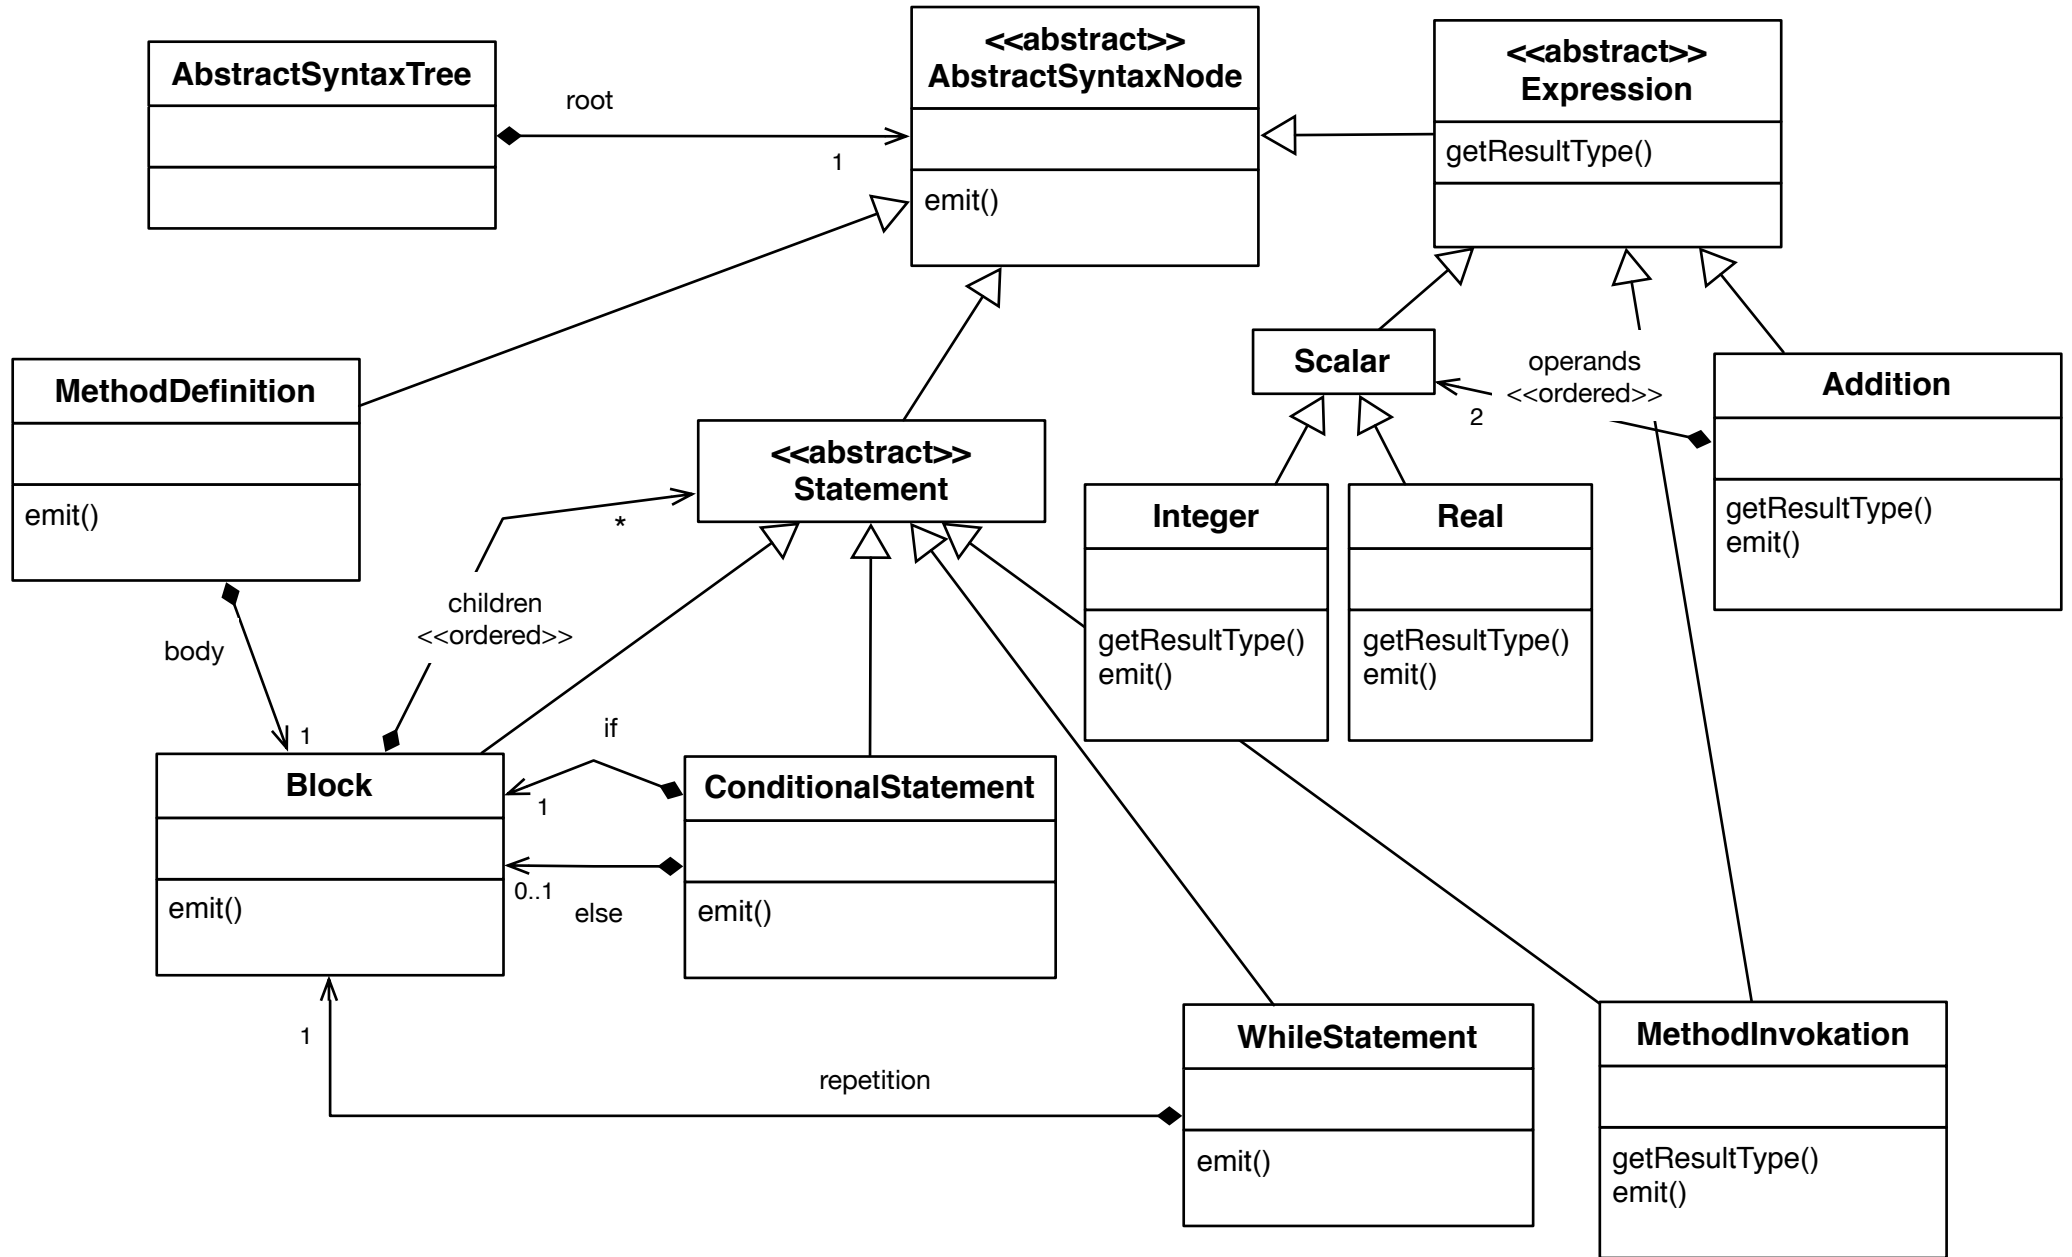 <<abstract>>
AbstractSyntaxNode
emit()
<<abstract>>
Expression
getResultType()
AbstractSyntaxTree
root
1
MethodDefinition
emit()
body
1
<<abstract>>
Statement
*
children
<<ordered>>
Scalar
operands
<<ordered>>
2
Addition
getResultType()
emit()
Integer
getResultType()
emit()
Real
getResultType()
emit()
Block
emit()
if
1
0..1
else
ConditionalStatement
emit()
1
repetition
WhileStatement
emit()
MethodInvokation
getResultType()
emit()